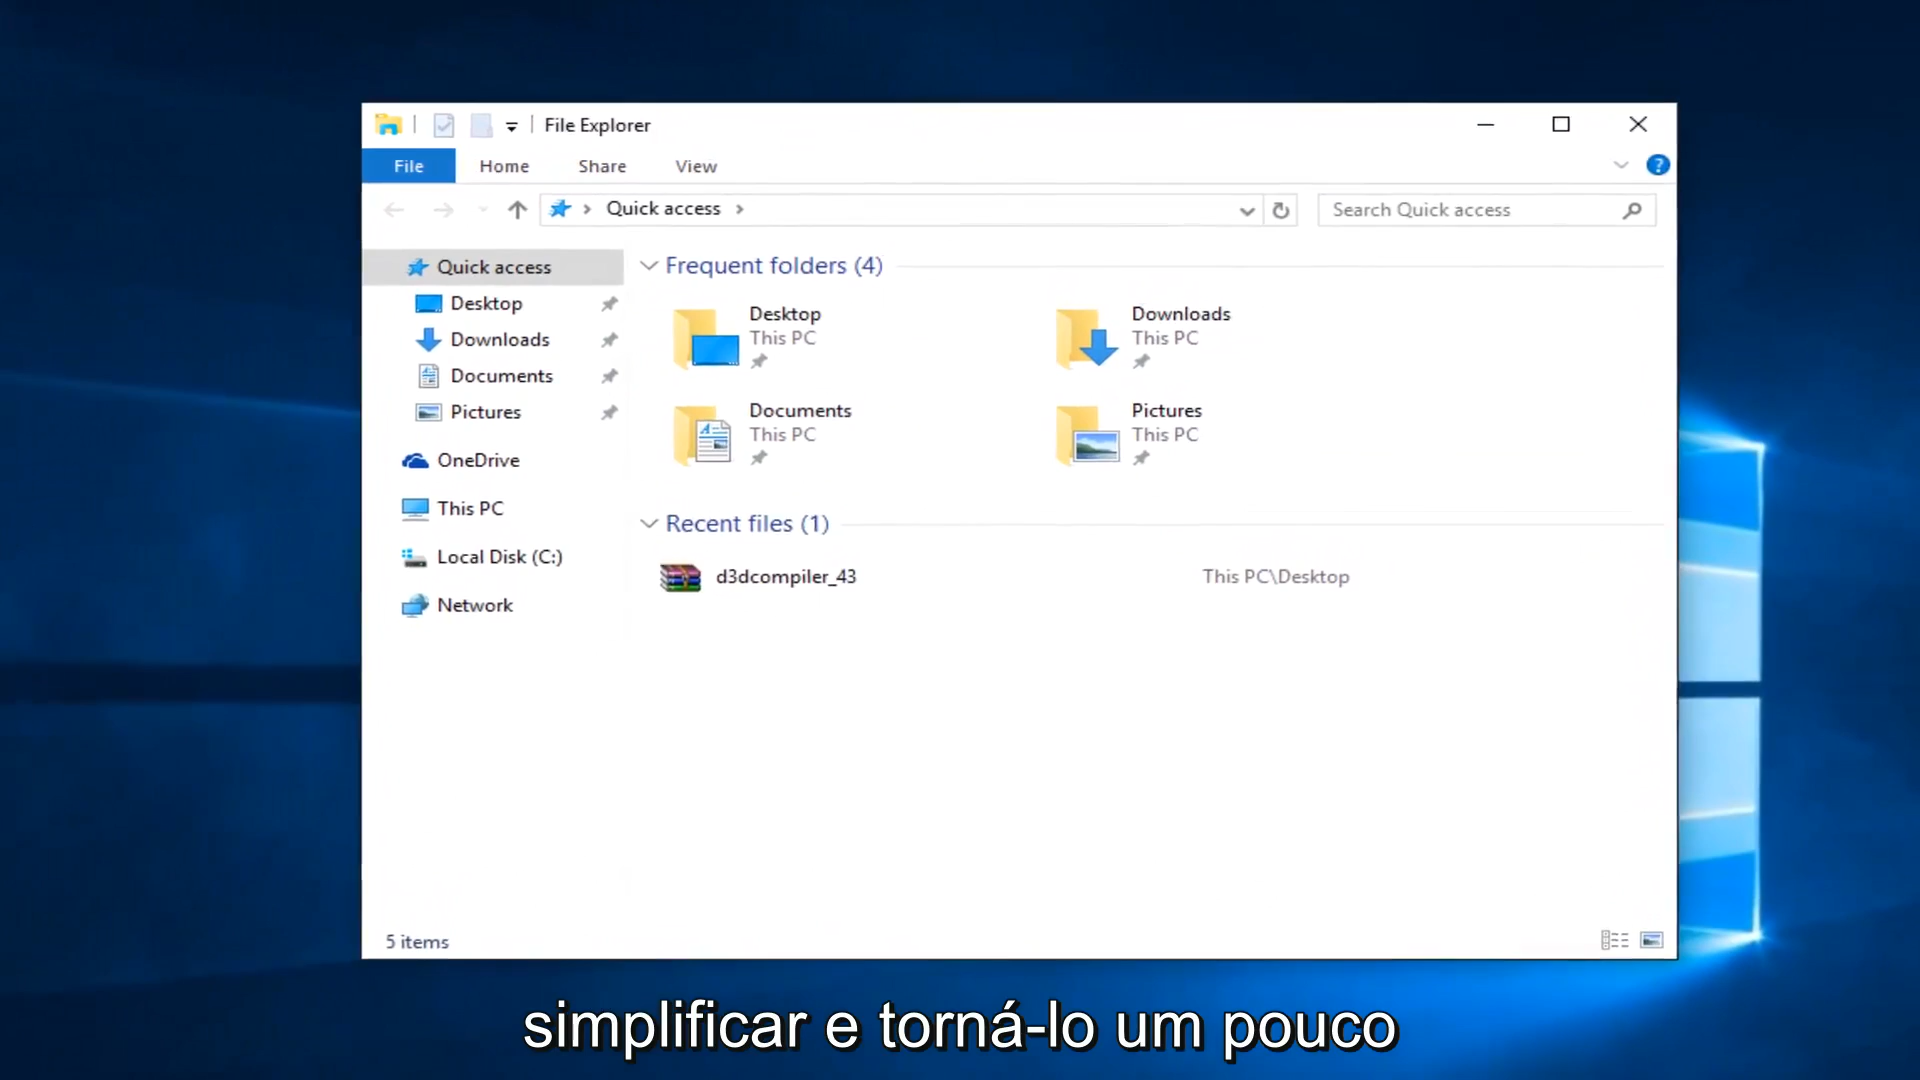 File Explorer
File Home Share View
Quick access
Search Quick access
Quick access
Desktop
Downloads
Documents
Pictures
OneDrive
This PC
Local Disk (C:)
Network
Frequent folders (4)
Desktop
This PC
Downloads
This PC
Documents
This PC
Pictures
This PC
Recent files (1)
d3dcompiler_43 This PC\Desktop
5 items
simplificar e torná-lo um pouco